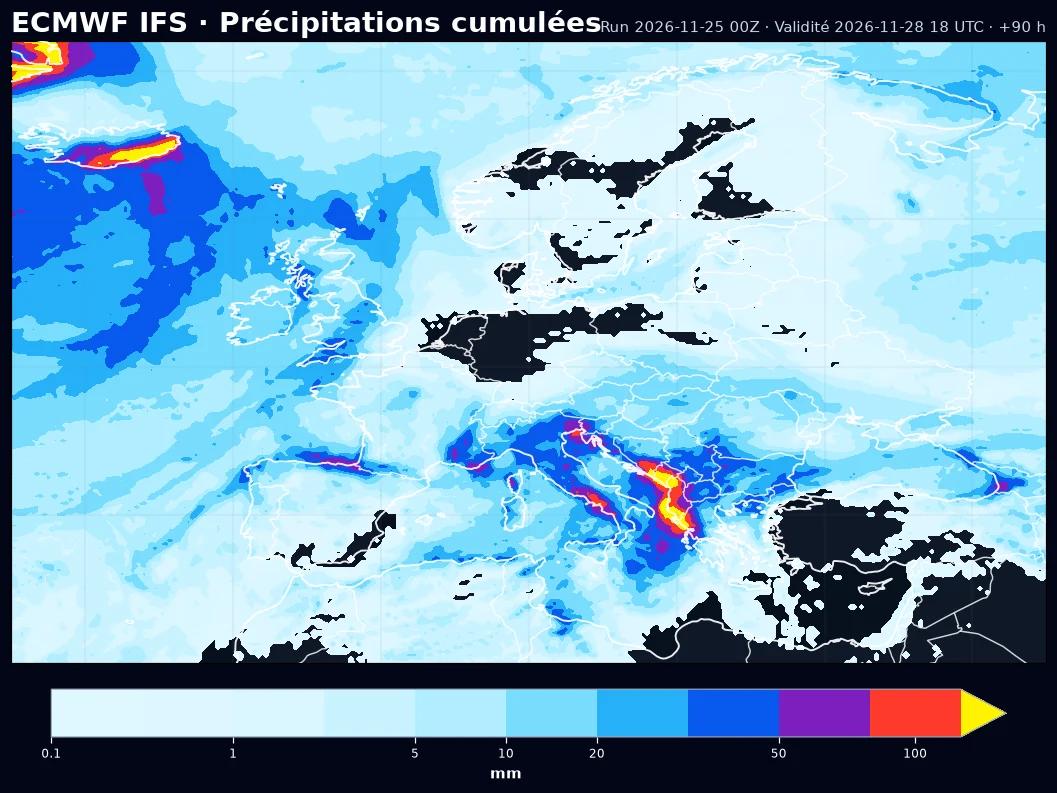 ECMWF IFS · Précipitations cumulées
Run 2026-11-25 00Z · Validité 2026-11-28 18 UTC · +90 h
0.1 1 5 10 20 50 100
mm